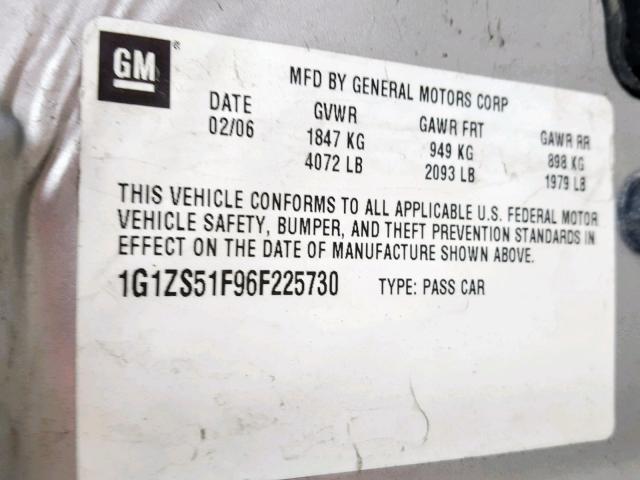 GM®
MFD BY GENERAL MOTORS CORP
DATE GVWR GAWR FRT GAWR RR
02/06 1847 KG 949 KG 898 KG
4072 LB 2093 LB 1979 LB
THIS VEHICLE CONFORMS TO ALL APPLICABLE U.S. FEDERAL MOTOR
VEHICLE SAFETY, BUMPER, AND THEFT PREVENTION STANDARDS IN
EFFECT ON THE DATE OF MANUFACTURE SHOWN ABOVE.
1G1ZS51F96F225730 TYPE: PASS CAR